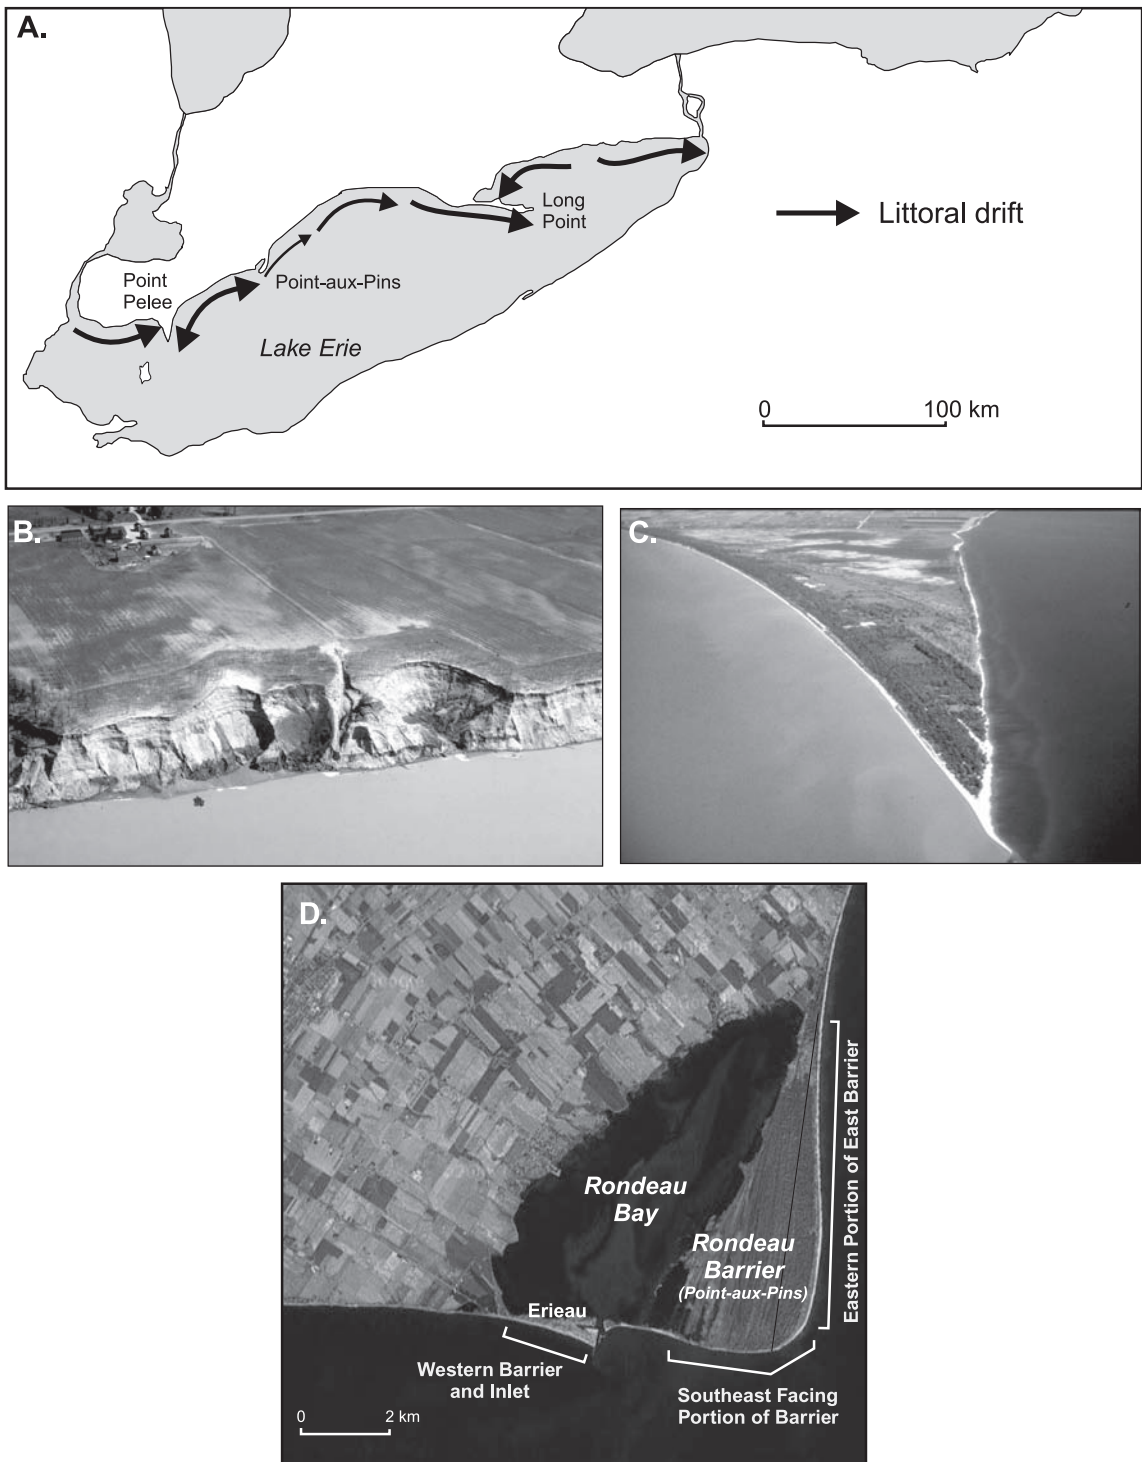 A.
Point
Pelee
Point-aux-Pins
Lake Erie
Long
Point
Littoral drift
0 100 km
B.
C.
D.
Rondeau
Bay
Rondeau
Barrier
(Point-aux-Pins)
Erieau
Western Barrier
and Inlet
Southeast Facing
Portion of Barrier
Eastern Portion of East Barrier
0 2 km